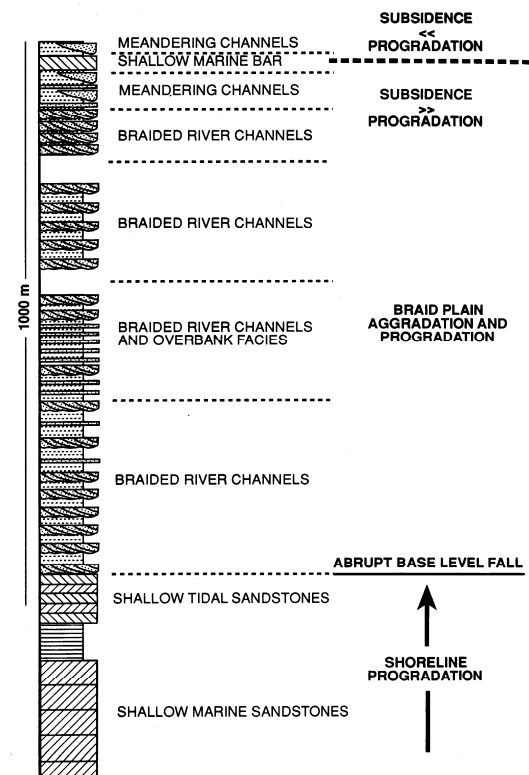 SUBSIDENCE
<<
PROGRADATION
MEANDERING CHANNELS
SHALLOW MARINE BAR
MEANDERING CHANNELS
SUBSIDENCE
>>
PROGRADATION
BRAIDED RIVER CHANNELS
BRAIDED RIVER CHANNELS
1000 m
BRAIDED RIVER CHANNELS
AND OVERBANK FACIES
BRAID PLAIN
AGGRADATION AND
PROGRADATION
BRAIDED RIVER CHANNELS
ABRUPT BASE LEVEL FALL
SHALLOW TIDAL SANDSTONES
SHORELINE
PROGRADATION
SHALLOW MARINE SANDSTONES